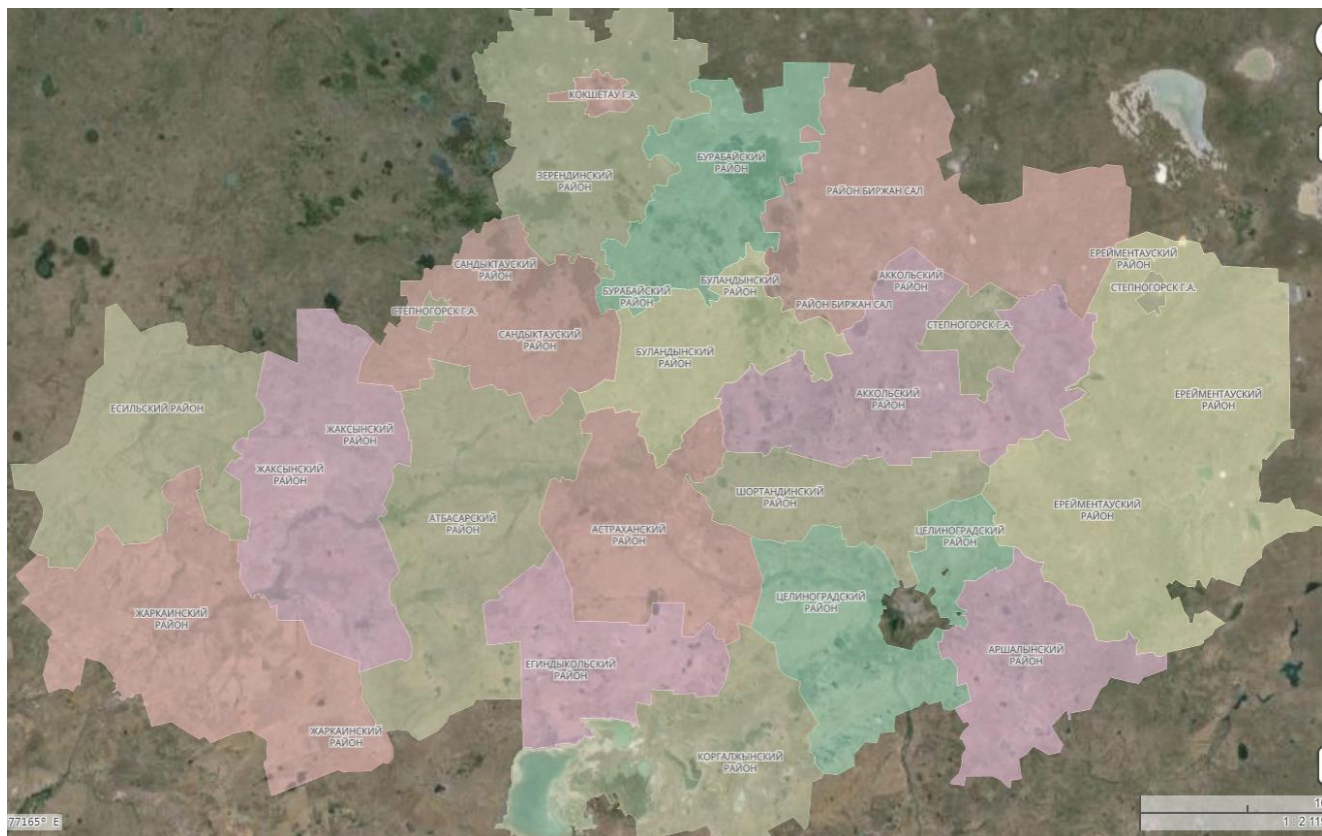 КОКШЕТАУ Г.А.
БУРАБАЙСКИЙ
РАЙОН
ЗЕРЕНДИНСКИЙ
РАЙОН
РАЙОН БИРЖАН САЛ
ЕРЕЙМЕНТАУСКИЙ
РАЙОН
САНДЫКТАУСКИЙ
РАЙОН
АККОЛЬСКИЙ
РАЙОН
БУЛАНДЫНСКИЙ
РАЙОН
СТЕПНОГОРСК Г.А.
БУРАБАЙСКИЙ
РАЙОН
РАЙОН БИРЖАН САЛ
СТЕПНОГОРСК Г.А.
СТЕПНОГОРСК Г.А.
САНДЫКТАУСКИЙ
РАЙОН
БУЛАНДЫНСКИЙ
РАЙОН
АККОЛЬСКИЙ
РАЙОН
ЕРЕЙМЕНТАУСКИЙ
РАЙОН
ЕСИЛЬСКИЙ РАЙОН
ЖАКСЫНСКИЙ
РАЙОН
ЖАКСЫНСКИЙ
РАЙОН
ШОРТАНДИНСКИЙ
РАЙОН
ЕРЕЙМЕНТАУСКИЙ
РАЙОН
АТБАСАРСКИЙ
РАЙОН
АСТРАХАНСКИЙ
РАЙОН
ЦЕЛИНОГРАДСКИЙ
РАЙОН
ЦЕЛИНОГРАДСКИЙ
РАЙОН
ЖАРКАИНСКИЙ
РАЙОН
АРШАЛЫНСКИЙ
РАЙОН
ЕГИНДЫКОЛЬСКИЙ
РАЙОН
ЖАРКАИНСКИЙ
РАЙОН
КОРГАЛЖЫНСКИЙ
РАЙОН
77165° E